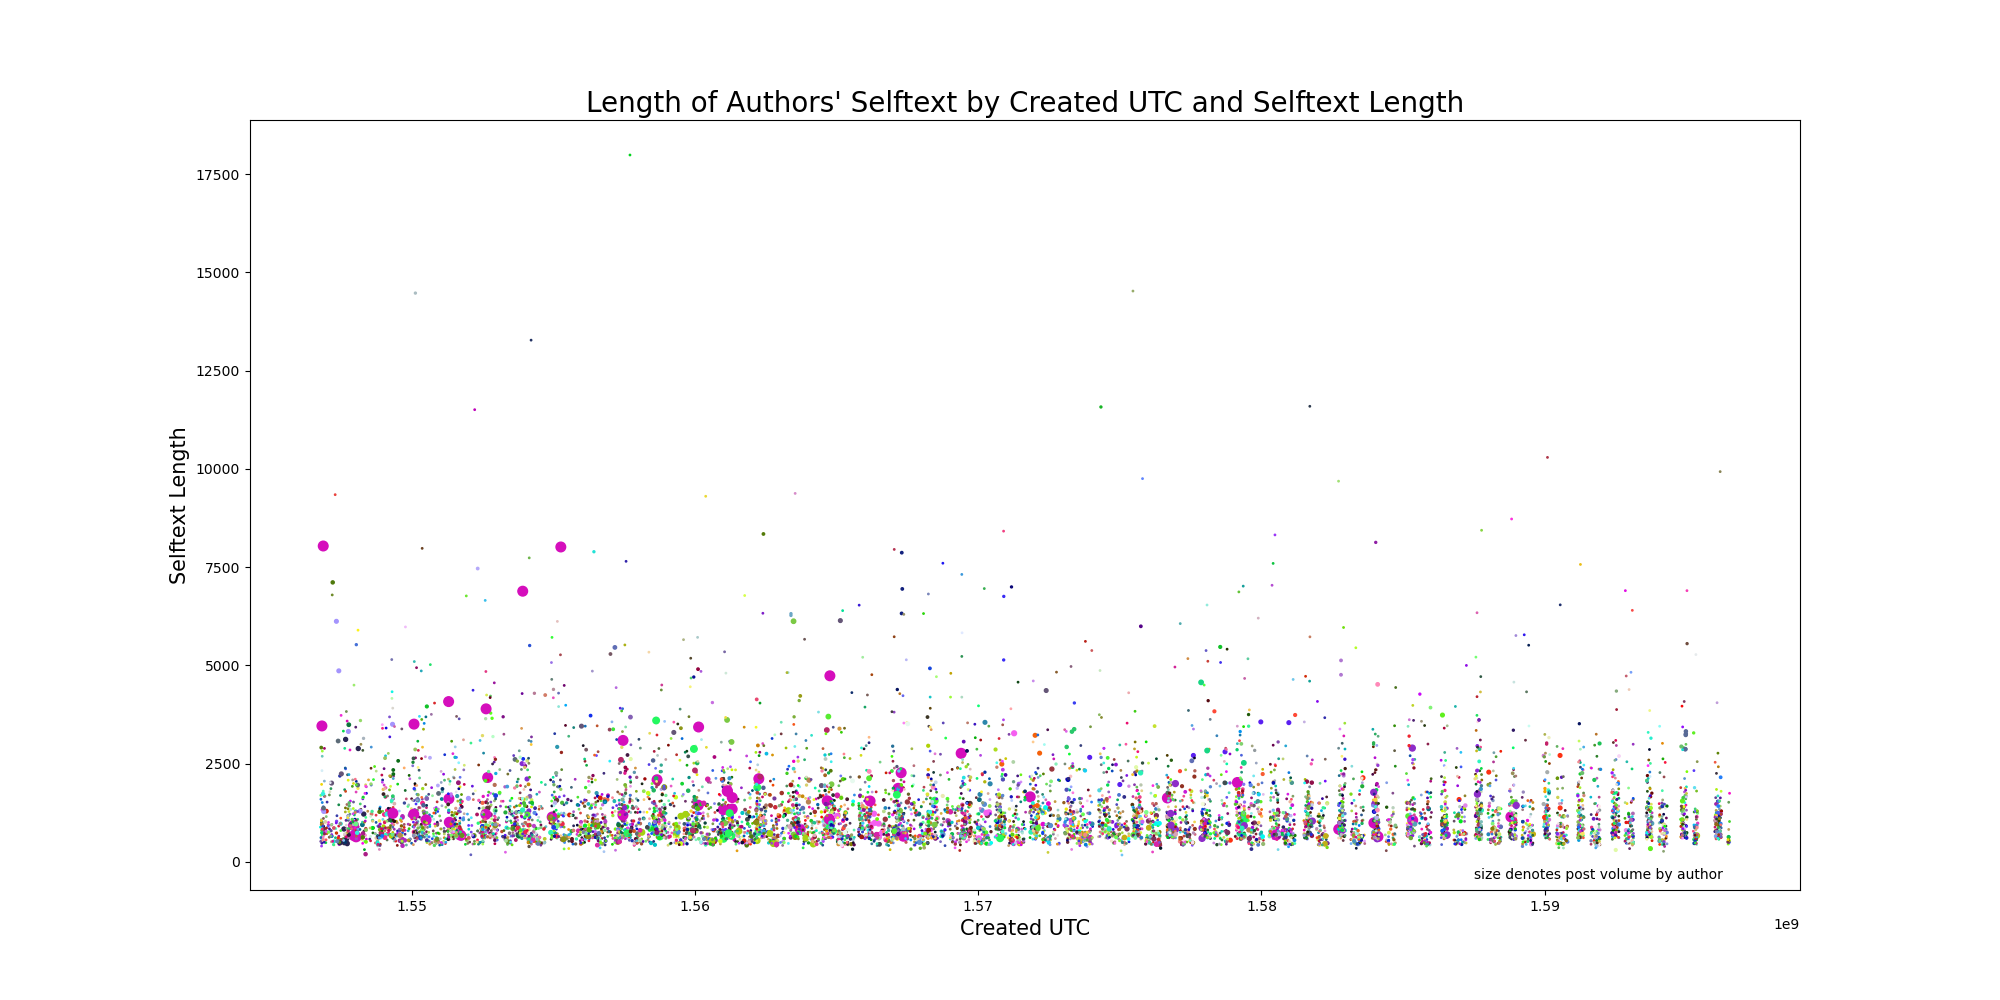 Length of Authors' Selftext by Created UTC and Selftext Length
17500
15000
12500
10000
7500
5000
2500
0
Selftext Length
size denotes post volume by author
1.55 1.56 1.57 1.58 1.59
1e9
Created UTC